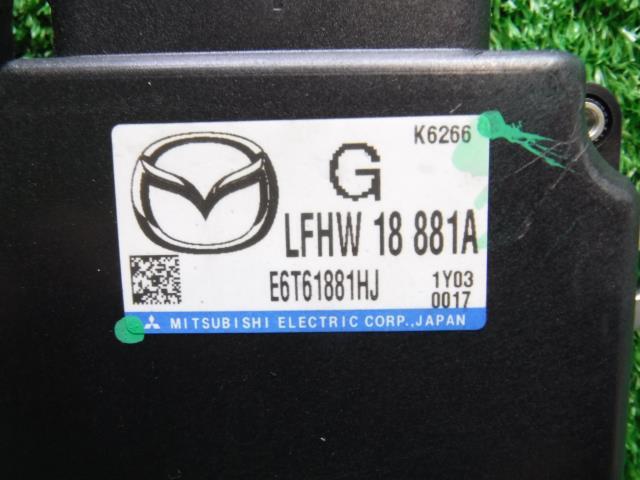 K6266
G
LFHW 18 881A
E6T61881HJ 1Y03
0017
MITSUBISHI ELECTRIC CORP., JAPAN